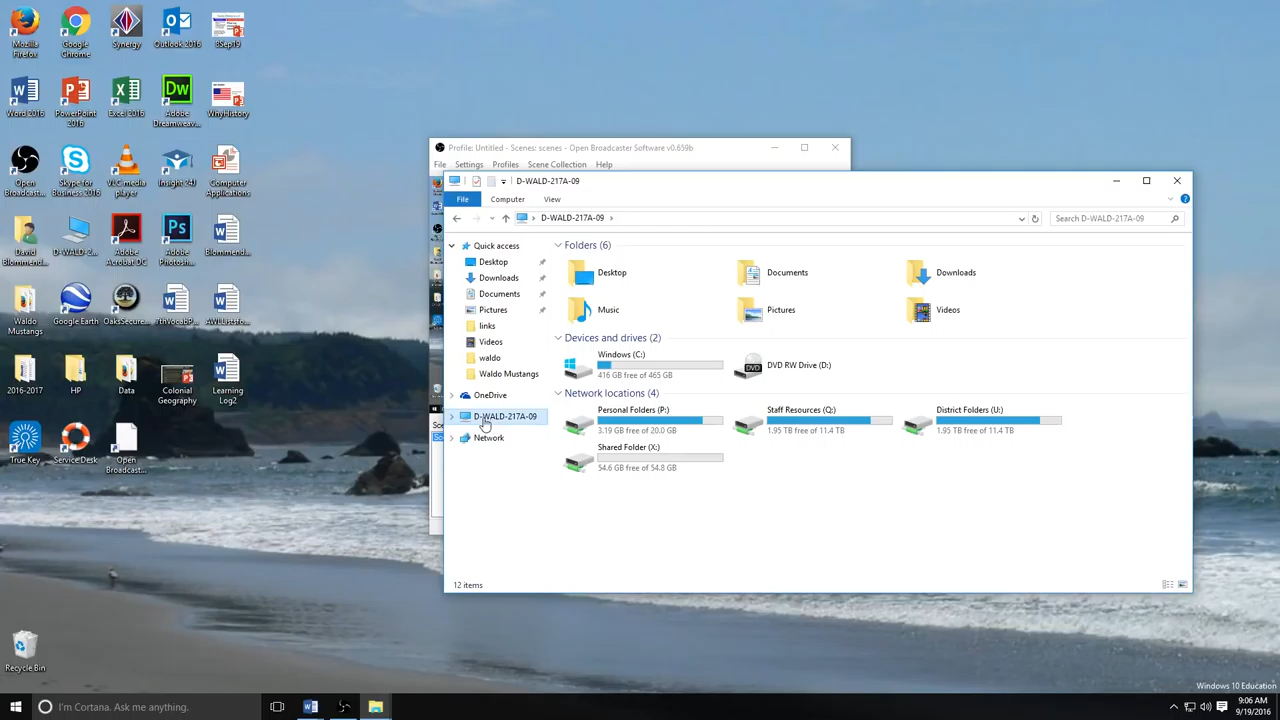 Mozilla Firefox
Google Chrome
Synergy
Outlook 2016
8Sep19
Word 2016
PowerPoint 2016
Excel 2016
Adobe Dreamweav...
WhyHistory
Open Broadcast...
Skype for Business 2016
VLC media player
Insight 24J
Computer Applications
David Blommend...
D-WALD-2...
Adobe Acrobat DC
Adobe Photosh...
Blommend...
Waldo Mustangs
Google Earth
OaksSecure...
7thVocabP...
AWLListsfo...
2016-2017
HP
Data
Colonial Geography
Learning Log2
True Key
Service Desk
Open Broadcast...
Recycle Bin
Profile: Untitled - Scenes: scenes - Open Broadcaster Software v0.659b
File Settings Profiles Scene Collection Help
D-WALD-217A-09
File Computer View
D-WALD-217A-09
Search D-WALD-217A-09
Quick access
Desktop
Downloads
Documents
Pictures
links
Videos
waldo
Waldo Mustangs
OneDrive
D-WALD-217A-09
Network
Folders (6)
Desktop
Documents
Downloads
Music
Pictures
Videos
Devices and drives (2)
Windows (C:)
416 GB free of 465 GB
DVD RW Drive (D:)
Network locations (4)
Personal Folders (P:)
3.19 GB free of 20.0 GB
Staff Resources (Q:)
1.95 TB free of 11.4 TB
District Folders (U:)
1.95 TB free of 11.4 TB
Shared Folder (X:)
54.6 GB free of 54.8 GB
12 items
Windows 10 Education
I'm Cortana. Ask me anything.
9:06 AM
9/19/2016